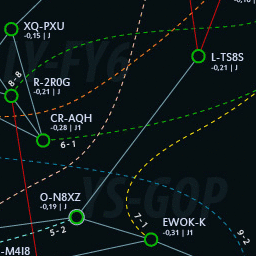 XQ-PXU
-0,15 | J
L-TS8S
-0,21 | J
8 - 8
R-2R0G
-0,21 | J
CR-AQH
-0,28 | J1
6 - 1
O-N8XZ
-0,19 | J
YS-GOP
7 - 1
EWOK-K
-0,31 | J1
5 - 2
9 - 2
-M4I8